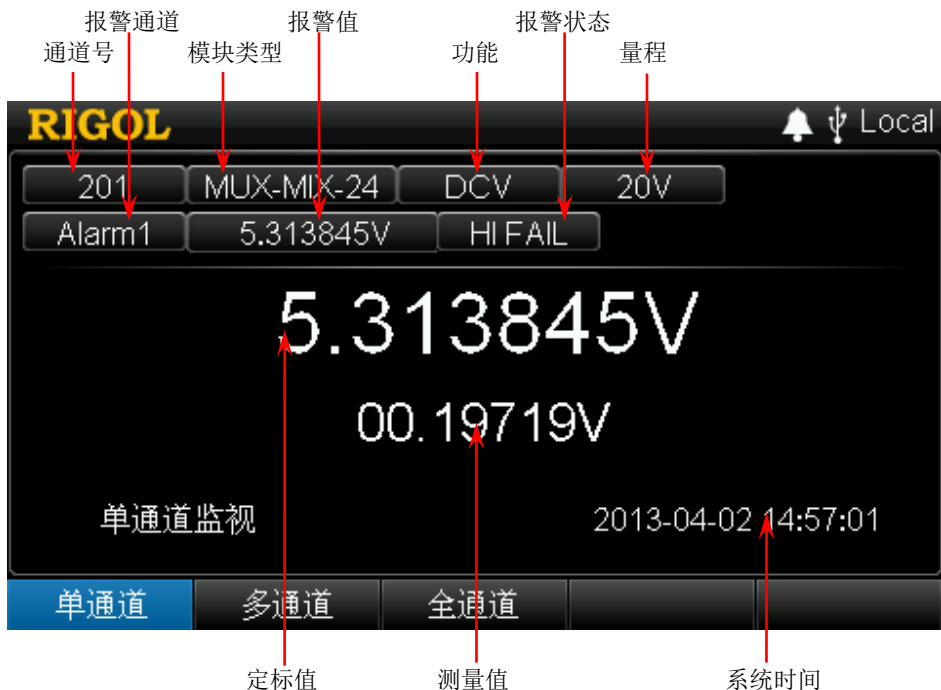 报警通道 报警值 报警状态
通道号 模块类型 功能 量程
RIGOL Local
201 MUX-MIX-24 DCV 20V
Alarm1 5.313845V HI FAIL
5.313845V
00.19719V
单通道监视 2013-04-02 14:57:01
单通道 多通道 全通道
定标值 测量值 系统时间